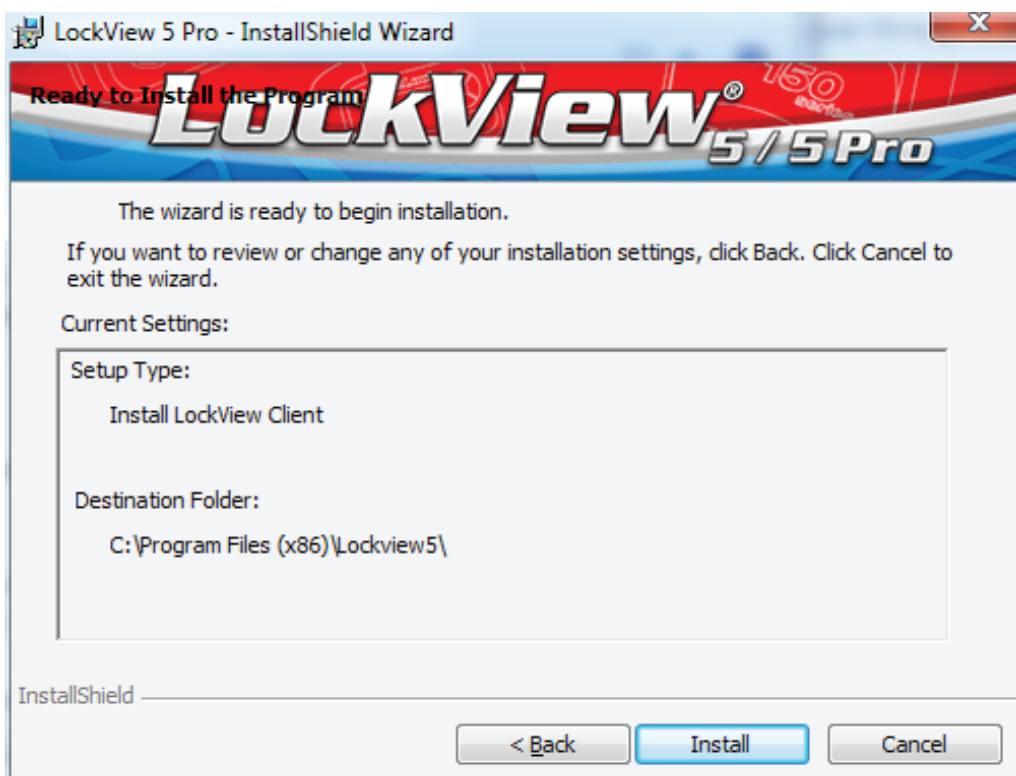 LockView 5 Pro - InstallShield Wizard
Ready to Install the Program
LockView®
5 / 5 Pro
150
series
The wizard is ready to begin installation.
If you want to review or change any of your installation settings, click Back. Click Cancel to
exit the wizard.
Current Settings:
Setup Type:
Install LockView Client
Destination Folder:
C:\Program Files (x86)\Lockview5\
InstallShield
< Back
Install
Cancel